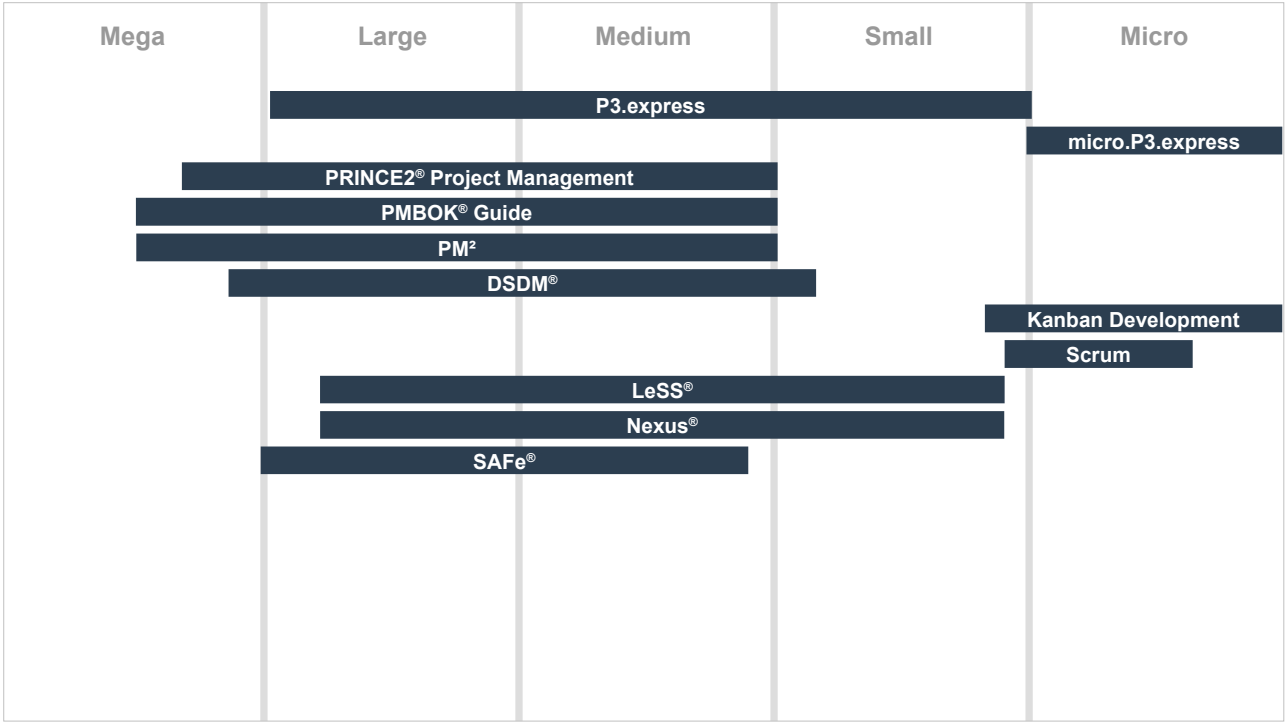 Mega Large Medium Small Micro
P3.express
micro.P3.express
PRINCE2® Project Management
PMBOK® Guide
PM²
DSDM®
Kanban Development
Scrum
LeSS®
Nexus®
SAFe®